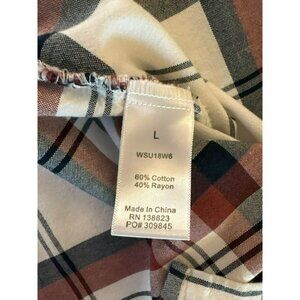 L
WSU18W6
60% Cotton
40% Rayon
Made In China
RN 138823
PO# 309845